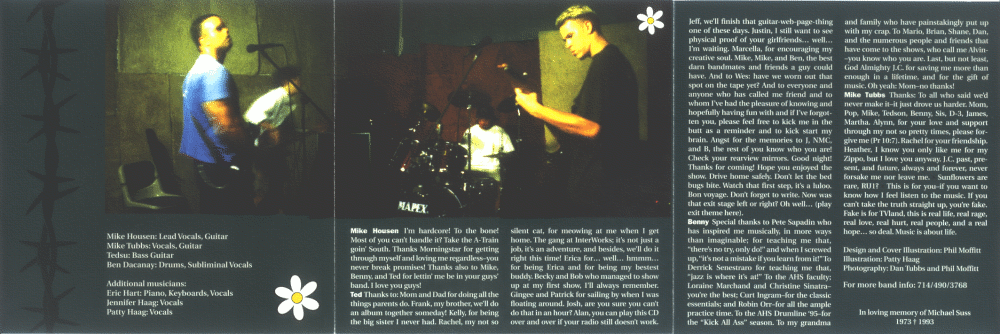 MAPEX
Mike Housen: Lead Vocals, Guitar
Mike Tubbs: Vocals, Guitar
Tedsu: Bass Guitar
Ben Dacanay: Drums, Subliminal Vocals
Additional musicians:
Eric Hart: Piano, Keyboards, Vocals
Jennifer Haag: Vocals
Patty Haag: Vocals
Mike Housen I'm hardcore! To the bone!
Most of you can't handle it? Take the A-Train
goin' South. Thanks Morningstar for getting
through myself and loving me regardless–you
never break promises! Thanks also to Mike,
Benny, and Ted for lettin' me be in your guys'
band. I love you guys!
Ted Thanks to: Mom and Dad for doing all the
things parents do. Frank, my brother, we'll do
an album together someday! Kelly, for being
the big sister I never had. Rachel, my not so
silent cat, for meowing at me when I get
home. The gang at InterWorks; it's not just a
job, it's an adventure, and besides, we'll do it
right this time! Erica for... well... hmmm...
for being Erica and for being my bestest
buddy. Becky and Bob who managed to show
up at my first show, I'll always remember.
Gingee and Patrick for sailing by when I was
floating around. Josh, are you sure you can't
do that in an hour? Alan, you can play this CD
over and over if your radio still doesn't work.
Jeff, we'll finish that guitar-web-page-thing
one of these days. Justin, I still want to see
physical proof of your girlfriends... well...
I'm waiting. Marcella, for encouraging my
creative soul. Mike, Mike, and Ben, the best
darn bandmates and friends a guy could
have. And to Wes: have we worn out that
spot on the tape yet? And to everyone and
anyone who has called me friend and to
whom I've had the pleasure of knowing and
hopefully having fun with and if I've forgot-
ten you, please feel free to kick me in the
butt as a reminder and to kick start my
brain. Angst for the memories to J, NMC,
and B, the rest of you know who you are!
Check your rearview mirrors. Good night!
Thanks for coming! Hope you enjoyed the
show. Drive home safely. Don't let the bed
bugs bite. Watch that first step, it's a luloo.
Bon voyage. Don't forget to write. Now was
that exit stage left or right? Oh well... (play
exit theme here).
Benny Special thanks to Pete Sapadin who
has inspired me musically, in more ways
than imaginable; for teaching me that,
"there's no try, only do!" and when I screwed
up, "it's not a mistake if you learn from it!" To
Derrick Senestraro for teaching me that,
"jazz is where it's at!" To the AHS faculty;
Loraine Marchand and Christine Sinatra–
you're the best; Curt Ingram–for the classic
essentials; and Robin Orr–for all the ample
practice time. To the AHS Drumline '95–for
the "Kick All Ass" season. To my grandma
and family who have painstakingly put up
with my crap. To Mario, Brian, Shane, Dan,
and the numerous people and friends that
have come to the shows, who call me Alvin–
you know who you are. Last, but not least,
God Almighty J.C. for saving me more than
enough in a lifetime, and for the gift of
music. Oh yeah: Mom–no thanks!
Mike Tubbs Thanks: To all who said we'd
never make it–it just drove us harder. Mom,
Pop, Mike, Tedson, Benny, Sis, D-3, James,
Martha. Alynn, for your love and support
through my not so pretty times, please for-
give me [Pr 10:7]. Rachel for your friendship.
Heather, I know you only like me for my
Zippo, but I love you anyway. J.C. past, pre-
sent, and future, always and forever, never
forsake me nor leave me. Sunflowers are
rare, RU1? This is for you–if you want to
know how I feel listen to the music. If you
can't take the truth straight up, you're fake.
Fake is for TVland, this is real life, real rage,
real love, real hurt, real people, and a real
hope... so deal. Music is about life.
Design and Cover Illustration: Phil Moffitt
Illustration: Patty Haag
Photography: Dan Tubbs and Phil Moffitt
For more band info: 714/490/3768
In loving memory of Michael Suss
1973 † 1993